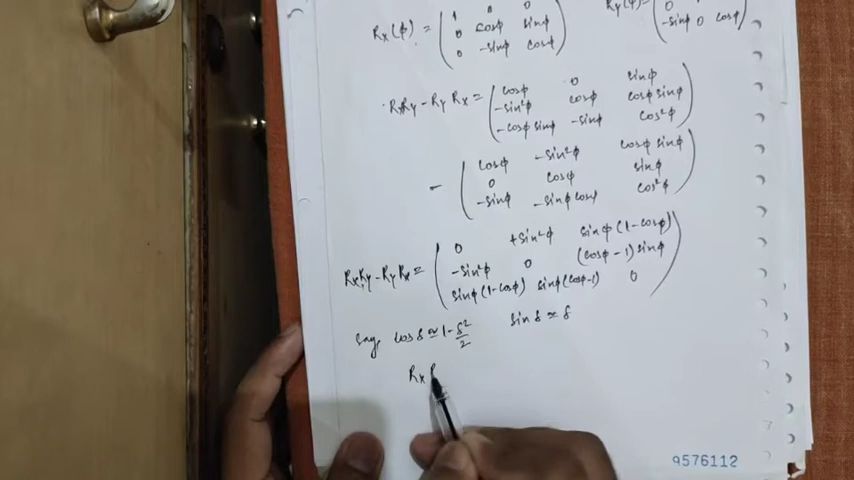 Rx(φ) = ( 1 0 0 Ry(φ) = ( 
0 cosφ sinφ 0
0 -sinφ cosφ ) -sinφ 0 cosφ )
RxRy - RyRx = ( cosφ 0 sinφ
-sin²φ cosφ cosφ sinφ
-cosφ sinφ -sinφ cos²φ )
- ( cosφ -sin²φ cosφ sinφ
0 cosφ sinφ
-sinφ -sinφ cosφ cos²φ )
RxRy - RyRx = ( 0 +sin²φ sinφ(1-cosφ)
-sin²φ 0 (cosφ-1) sinφ
sinφ(1-cosφ) sinφ(cosφ-1) 0 )
Say, cos δ ≈ 1 - δ²/2 sin δ ≈ δ
Rx R
9576112